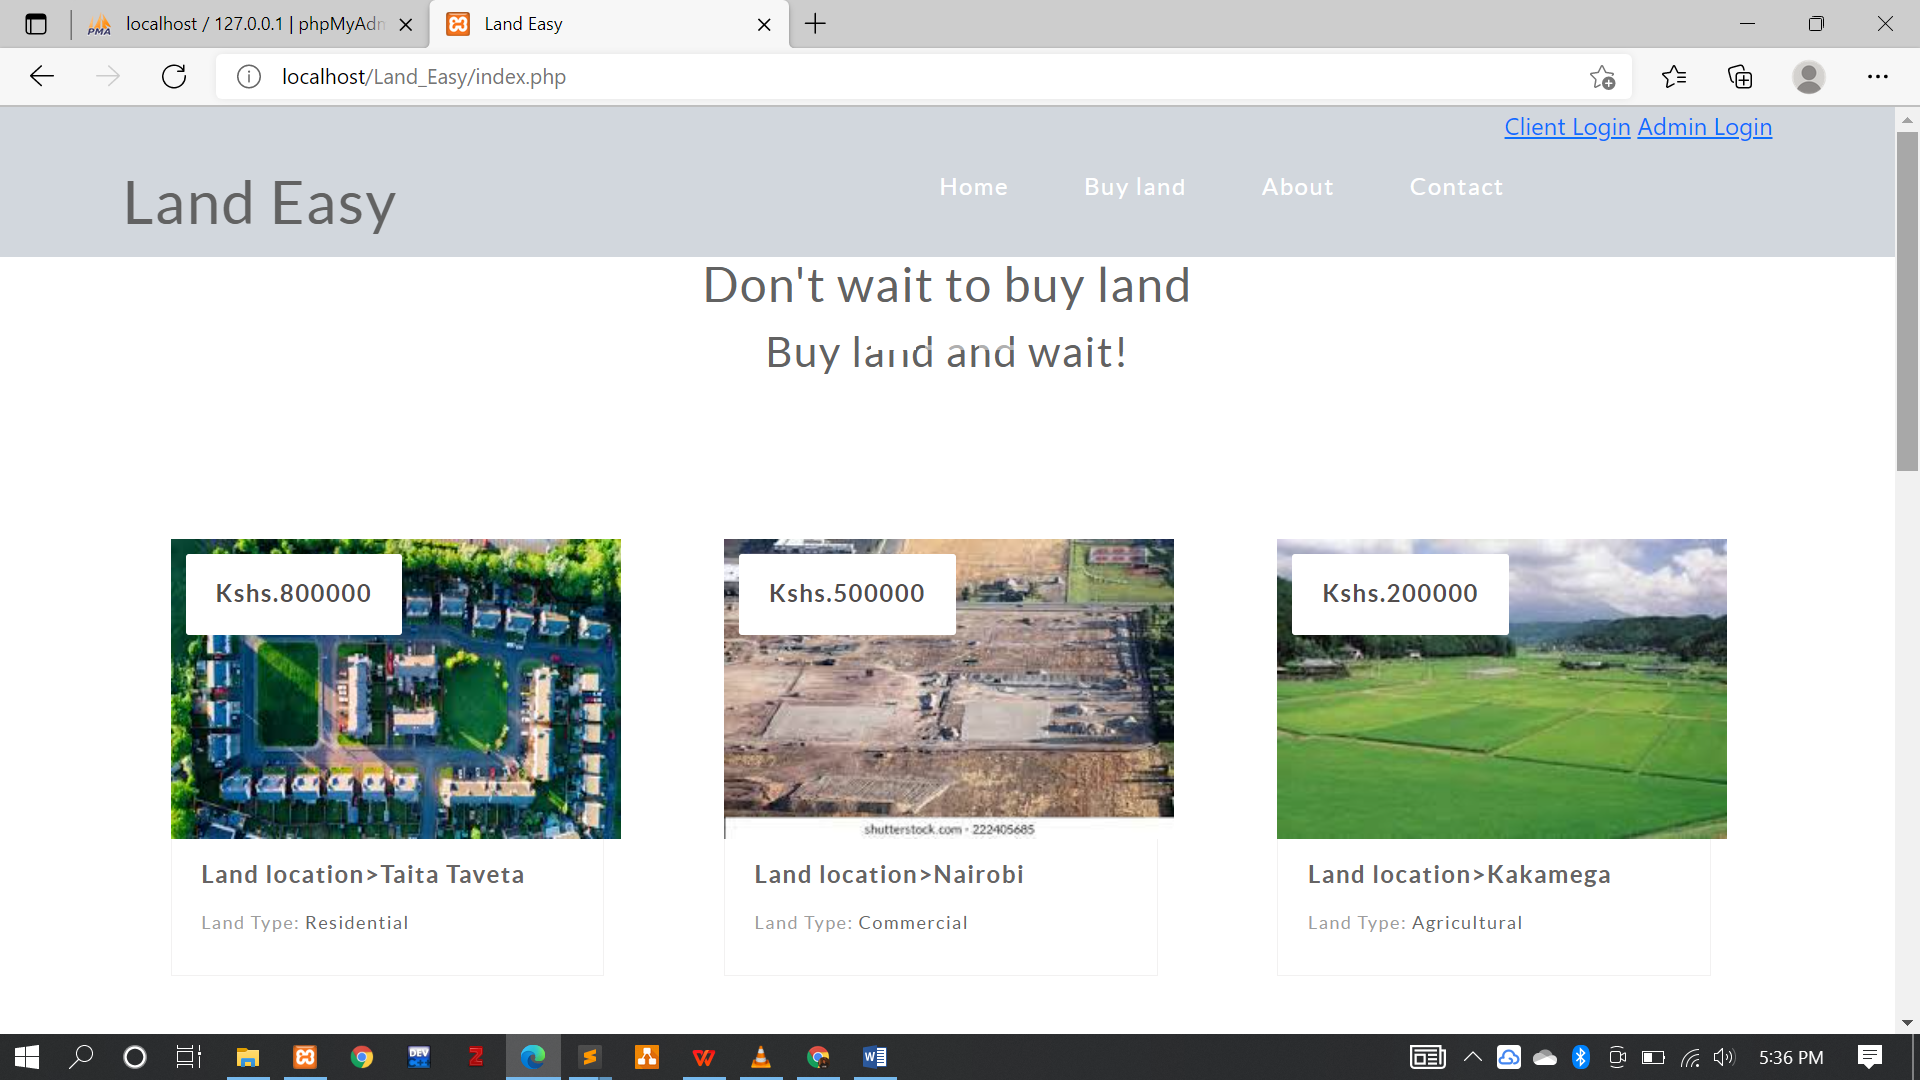 localhost / 127.0.0.1 | phpMyAdn
Land Easy
localhost/Land_Easy/index.php
Client Login Admin Login
Land Easy
Home Buy land About Contact
Don't wait to buy land
Buy land and wait!
Kshs.800000
Kshs.500000
Kshs.200000
shutterstock.com • 222405685
Land location>Taita Taveta
Land Type: Residential
Land location>Nairobi
Land Type: Commercial
Land location>Kakamega
Land Type: Agricultural
5:36 PM